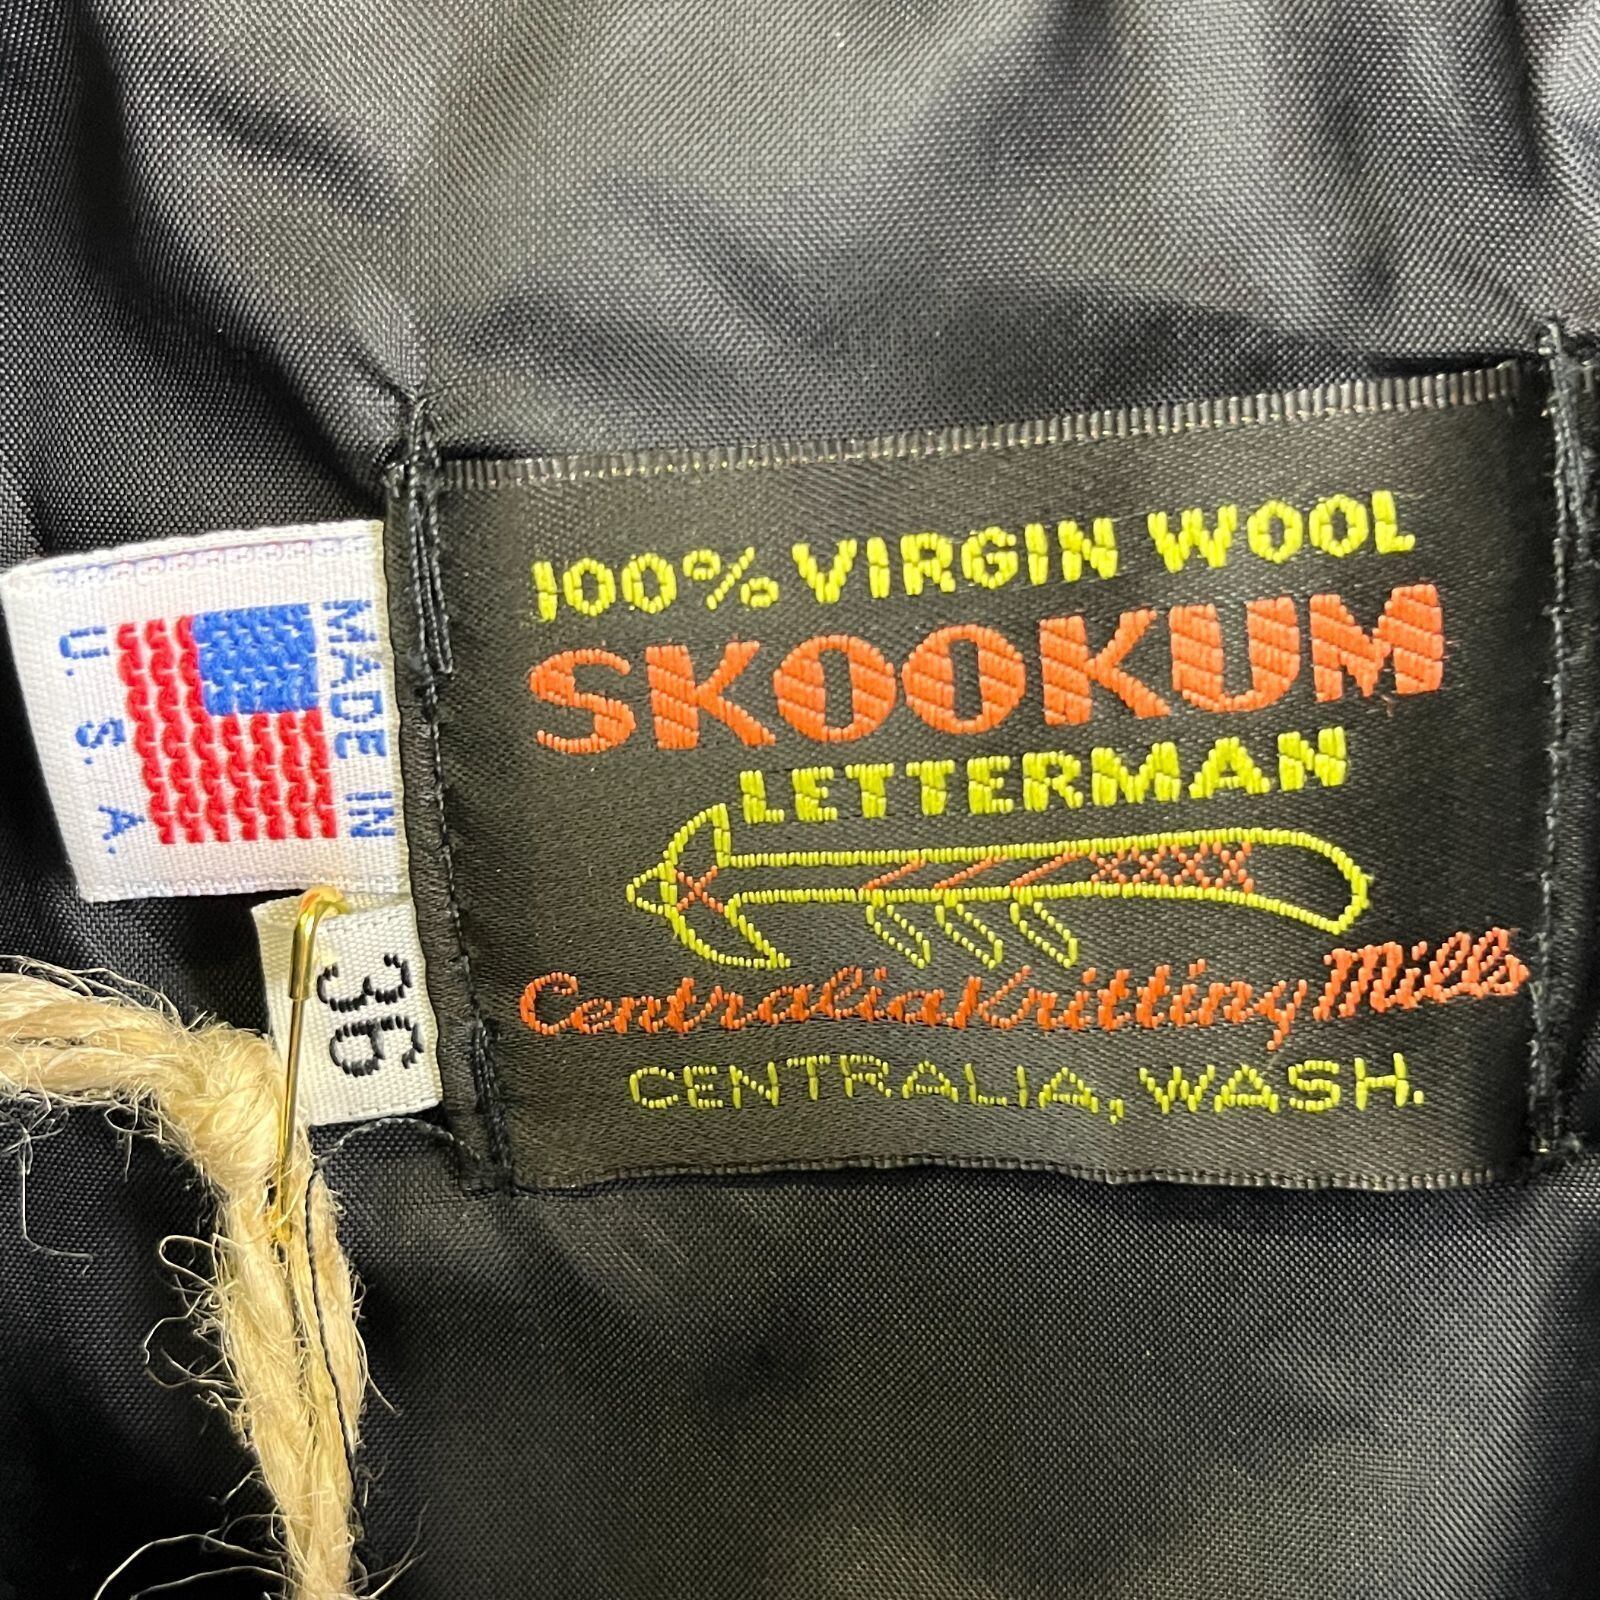 100% VIRGIN WOOL
SKOOKUM
LETTERMAN
Centralia Knitting Mills
CENTRALIA, WASH.
MADE IN
U. S. A.
36